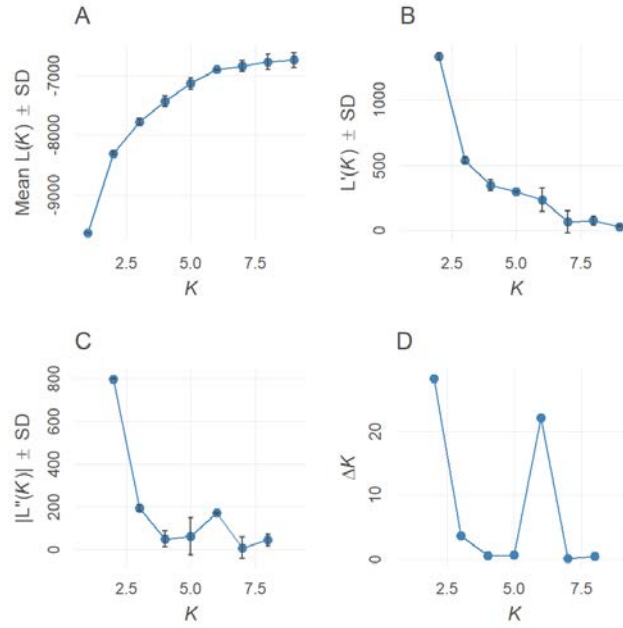 A
Mean L(K) ± SD
-7000
-8000
-9000
2.5 5.0 7.5
K
B
L'(K) ± SD
1000
500
0
2.5 5.0 7.5
K
C
|L"(K)| ± SD
800
600
400
200
0
2.5 5.0 7.5
K
D
ΔK
20
10
0
2.5 5.0 7.5
K